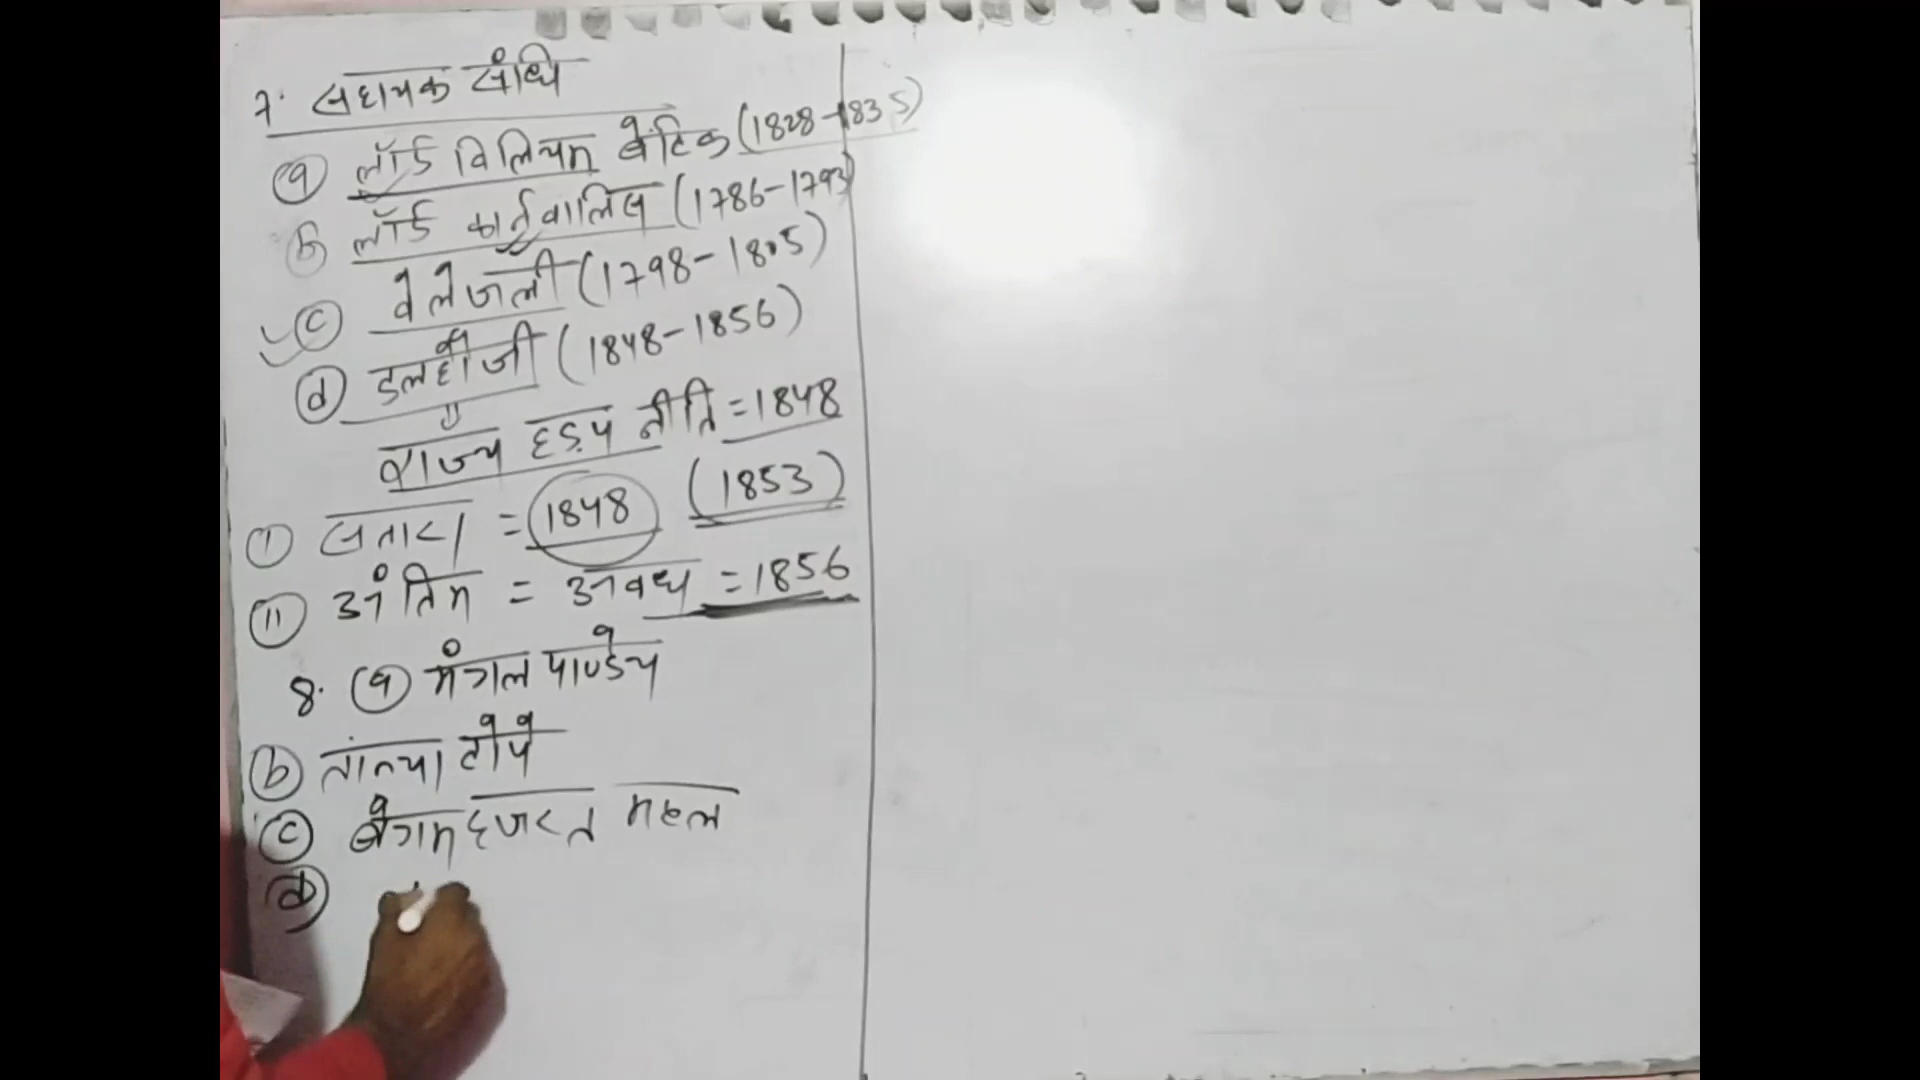 7. सहायक संधि
(a) लॉर्ड विलियम बेंटिक (1828-1835)
(b) लॉर्ड कार्नवालिस (1786-1793)
(c) वेलेजली (1798-1805)
(d) डलहौजी (1848-1856)
राज्य हड़प नीति = 1848
(I) सतारा = 1848 (1853)
(II) अंतिम = अवध = 1856
8. (a) मंगल पाण्डेय
(b) तांत्या टोपे
(c) बेगम हजरत महल
(d)